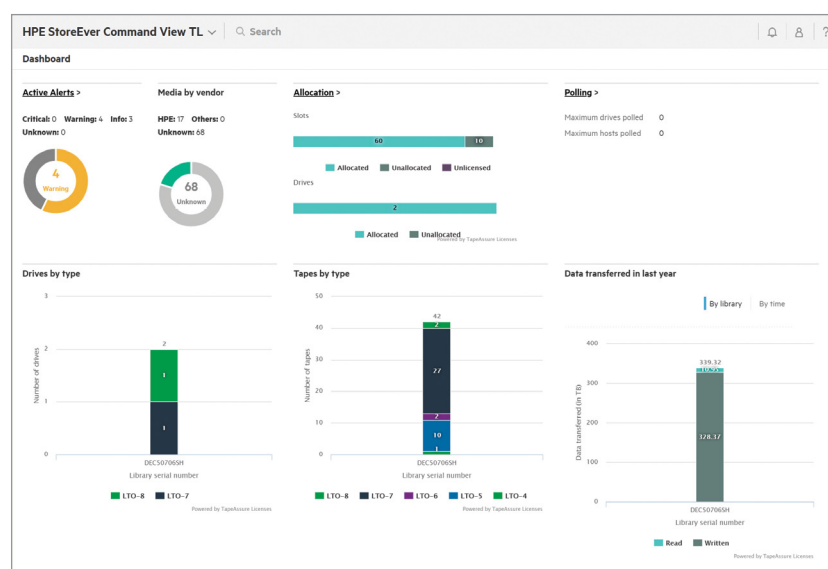 HPE StoreEver Command View TL
Search
?
Dashboard
Active Alerts >
Critical: 0 Warning: 4 Info: 3
Unknown: 0
4
Warning
Media by vendor
HPE: 17 Others: 0
Unknown: 68
68
Unknown
Allocation >
Slots
60 10
Allocated Unallocated Unlicensed
Drives
2
Allocated Unallocated
Powered by TapeAssure Licenses
Polling >
Maximum drives polled 0
Maximum hosts polled 0
Drives by type
3
2
1
0
Number of drives
2
1
1
DEC50706SH
Library serial number
LTO-8 LTO-7
Powered by TapeAssure Licenses
Tapes by type
50
40
30
20
10
0
Number of tapes
42
2
27
2
10
1
DEC50706SH
Library serial number
LTO-8 LTO-7 LTO-6 LTO-5 LTO-4
Powered by TapeAssure Licenses
Data transferred in last year
By library By time
400
300
200
100
0
Data transferred (in TB)
339.32
10.95
328.37
DEC50706SH
Library serial number
Read Written
Powered by TapeAssure Licenses